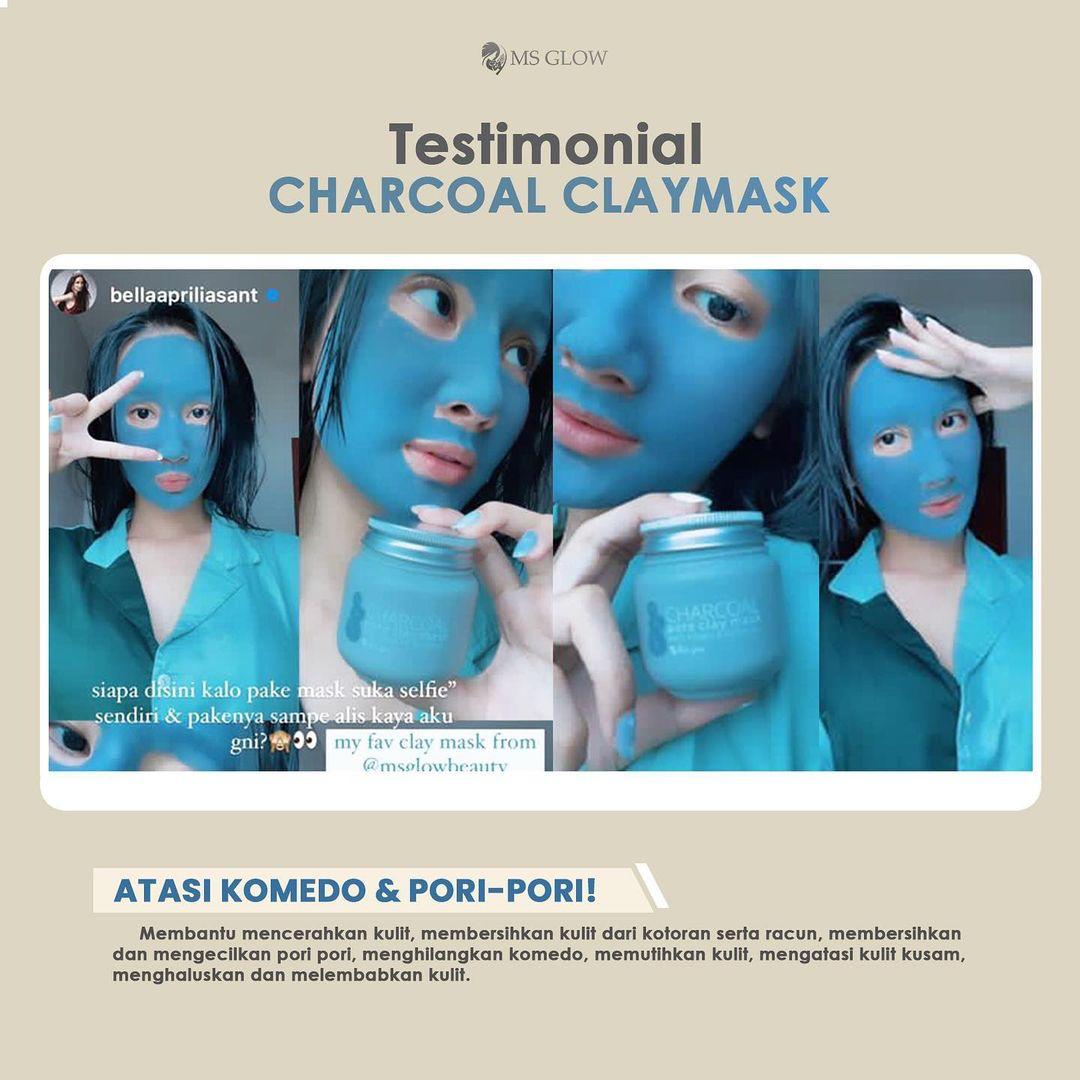 MS GLOW
Testimonial
CHARCOAL CLAYMASK
bellaapriliasant
CHARCOAL
CHARCOAL
pore clay mask
siapa disini kalo pake mask suka selfie”
sendiri & pakenya sampe alis kaya aku
gni?🙈👀
my fav clay mask from
@msglowbeauty
ATASI KOMEDO & PORI-PORI!
Membantu mencerahkan kulit, membersihkan kulit dari kotoran serta racun, membersihkan
dan mengecilkan pori pori, menghilangkan komedo, memutihkan kulit, mengatasi kulit kusam,
menghaluskan dan melembabkan kulit.